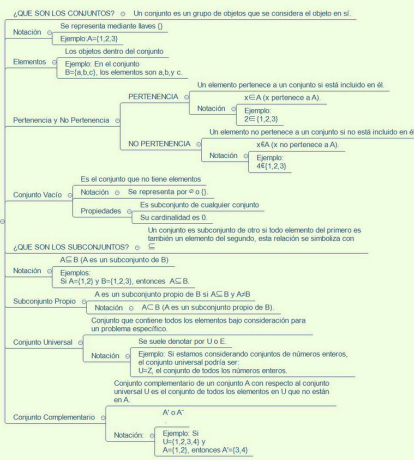 ¿QUE SON LOS CONJUNTOS? Un conjunto es un grupo de objetos que se considera el objeto en sí.
Notación
Se representa mediante llaves {}
Ejemplo:A={1,2,3}
Elementos
Los objetos dentro del conjunto
Ejemplo: En el conjunto
B={a,b,c}, los elementos son a,b y c.
Pertenencia y No Pertenencia
PERTENENCIA
Un elemento pertenece a un conjunto si está incluido en él.
Notación
x∈A (x pertenece a A).
Ejemplo:
2∈{1,2,3}
NO PERTENENCIA
Un elemento no pertenece a un conjunto si no está incluido en él
Notación
x∉A (x no pertenece a A).
Ejemplo:
4∉{1,2,3}
Conjunto Vacío
Es el conjunto que no tiene elementos
Notación Se representa por ∅ o {}.
Propiedades
Es subconjunto de cualquier conjunto
Su cardinalidad es 0.
¿QUE SON LOS SUBCONJUNTOS?
Un conjunto es subconjunto de otro si todo elemento del primero es
también un elemento del segundo, esta relación se simboliza con
⊆
Notación
A⊆B (A es un subconjunto de B)
Ejemplos:
Si A={1,2} y B={1,2,3}, entonces A⊆B.
Subconjunto Propio
A es un subconjunto propio de B si A⊆B y A≠B
Notación A⊂B (A es un subconjunto propio de B).
Conjunto Universal
Conjunto que contiene todos los elementos bajo consideración para
un problema específico.
Notación
Se suele denotar por U o E.
Ejemplo: Si estamos considerando conjuntos de números enteros,
el conjunto universal podría ser:
U=Z, el conjunto de todos los números enteros.
Conjunto Complementario
Conjunto complementario de un conjunto A con respecto al conjunto
universal U es el conjunto de todos los elementos en U que no están
en A.
Notación:
A' o A''
Ejemplo: Si
U={1,2,3,4} y
A={1,2}, entonces A''={3,4}